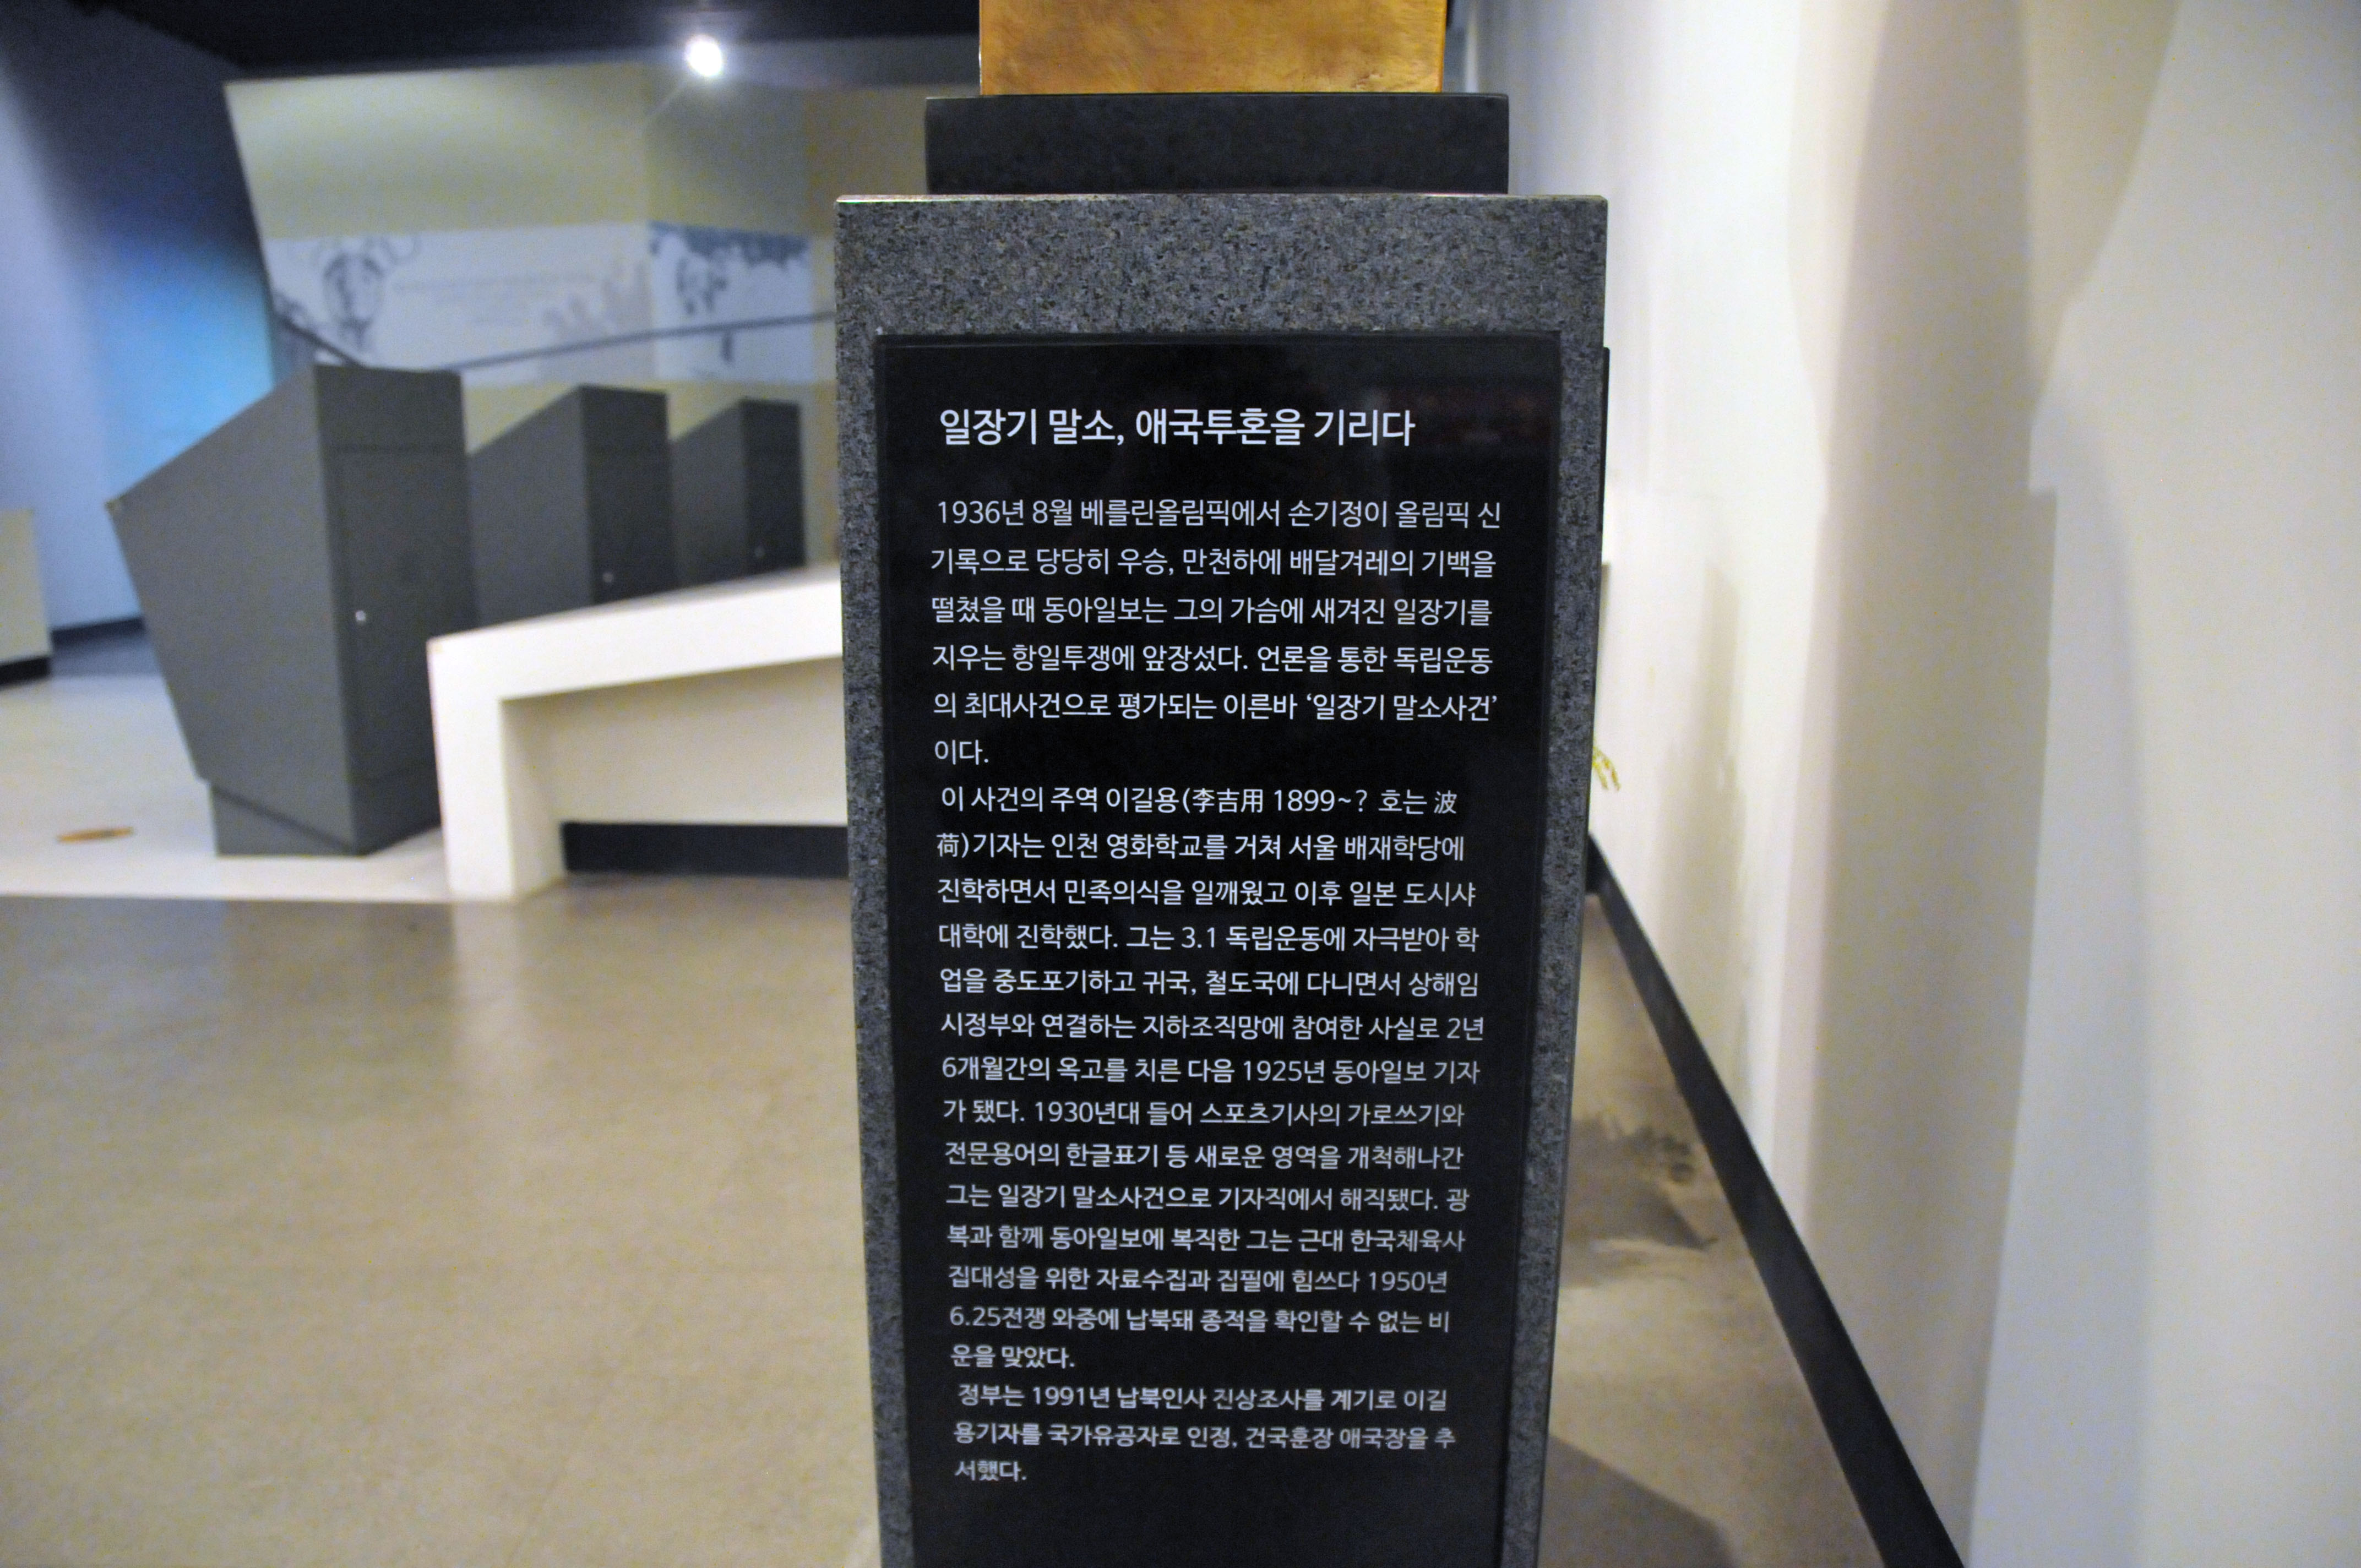 일장기 말소, 애국투혼을 기리다
1936년 8월 베를린올림픽에서 손기정이 올림픽 신
기록으로 당당히 우승, 만천하에 배달겨레의 기백을
떨쳤을 때 동아일보는 그의 가슴에 새겨진 일장기를
지우는 항일투쟁에 앞장섰다. 언론을 통한 독립운동
의 최대사건으로 평가되는 이른바 ‘일장기 말소사건’
이다.
이 사건의 주역 이길용(李吉用 1899~? 호는 波
荷)기자는 인천 영화학교를 거쳐 서울 배재학당에
진학하면서 민족의식을 일깨웠고 이후 일본 도시샤
대학에 진학했다. 그는 3.1 독립운동에 자극받아 학
업을 중도포기하고 귀국, 철도국에 다니면서 상해임
시정부와 연결하는 지하조직망에 참여한 사실로 2년
6개월간의 옥고를 치른 다음 1925년 동아일보 기자
가 됐다. 1930년대 들어 스포츠기사의 가로쓰기와
전문용어의 한글표기 등 새로운 영역을 개척해나간
그는 일장기 말소사건으로 기자직에서 해직됐다. 광
복과 함께 동아일보에 복직한 그는 근대 한국체육사
집대성을 위한 자료수집과 집필에 힘쓰다 1950년
6.25전쟁 와중에 납북돼 종적을 확인할 수 없는 비
운을 맞았다.
정부는 1991년 납북인사 진상조사를 계기로 이길
용기자를 국가유공자로 인정, 건국훈장 애국장을 추
서했다.